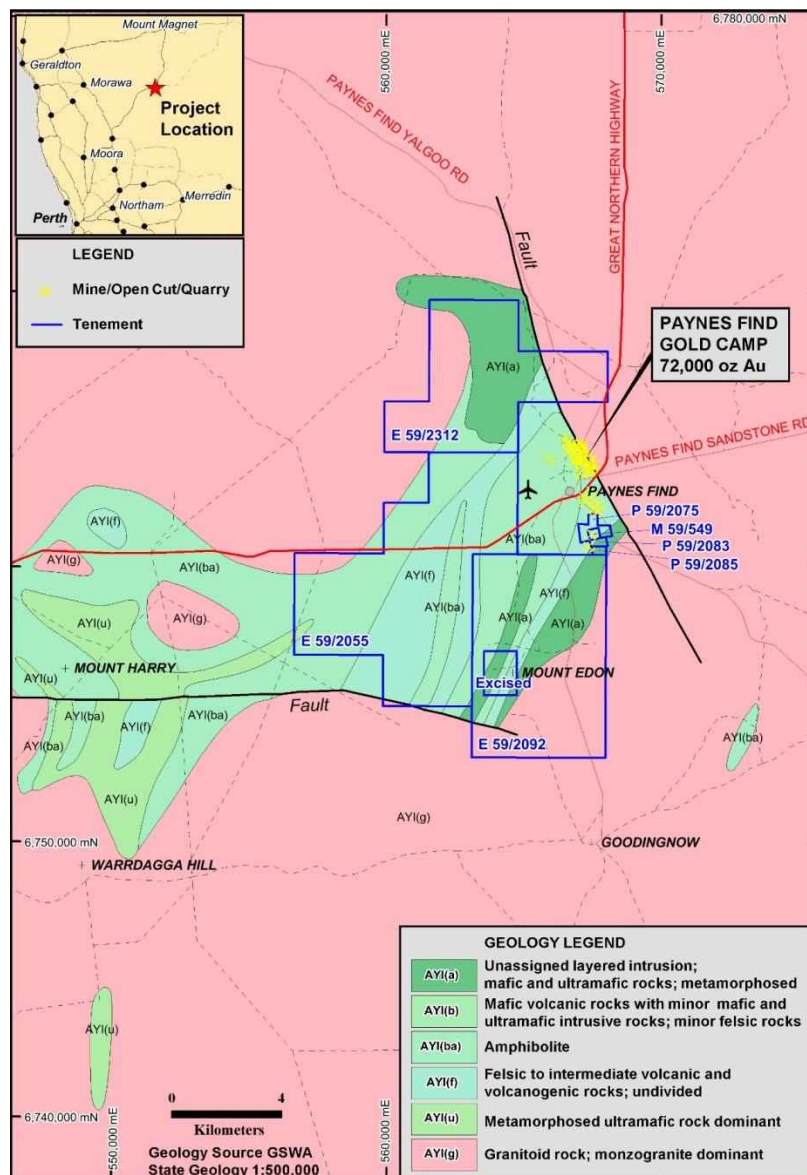 Mount Magnet
Geraldton
Morawa
Project
Location
Moora
Northam
Merredin
Perth
LEGEND
Mine/Open Cut/Quarry
Tenement
560,000 mE
570,000 mE
6,780,000 mN
PAYNES FIND YALGOO RD
GREAT NORTHERN HIGHWAY
Fault
PAYNES FIND
GOLD CAMP
72,000 oz Au
AYI(a)
E 59/2312
PAYNES FIND SANDSTONE RD
PAYNES FIND
P 59/2075
M 59/549
P 59/2083
P 59/2085
AYI(f)
AYI(g)
AYI(ba)
AYI(ba)
AYI(f)
AYI(ba)
AYI(u)
AYI(g)
AYI(a)
AYI(f)
AYI(a)
E 59/2055
MOUNT HARRY
AYI(u)
MOUNT EDON
Excised
Fault
AYI(ba)
AYI(ba)
AYI(f)
AYI(ba)
E 59/2092
AYI(ba)
AYI(u)
AYI(g)
6,750,000 mN
GOODINGNOW
WARRDAGGA HILL
AYI(u)
GEOLOGY LEGEND
AYI(a) Unassigned layered intrusion;
mafic and ultramafic rocks; metamorphosed
AYI(b) Mafic volcanic rocks with minor mafic and
ultramafic intrusive rocks; minor felsic rocks
AYI(ba) Amphibolite
AYI(f) Felsic to intermediate volcanic and
volcanogenic rocks; undivided
AYI(u) Metamorphosed ultramafic rock dominant
AYI(g) Granitoid rock; monzogranite dominant
0 4
Kilometers
Geology Source GSWA
State Geology 1:500,000
6,740,000 mN
550,000 mE
560,000 mE